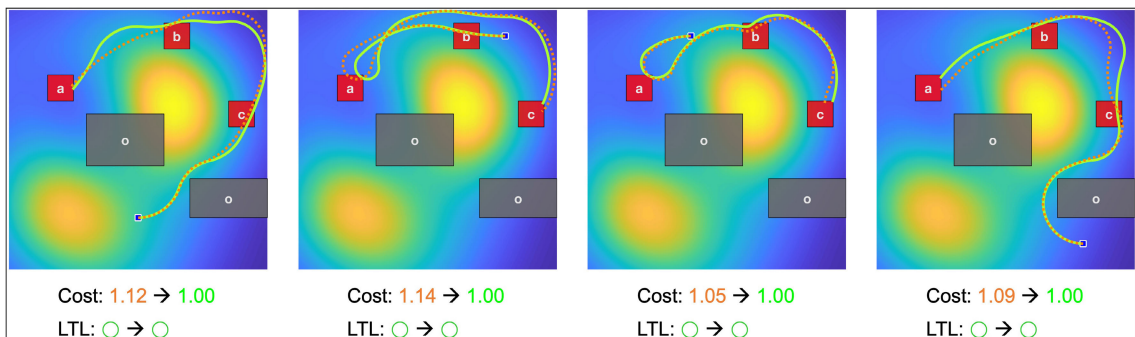 b
a
c
o
o
b
a
c
o
o
b
a
c
o
o
b
a
c
o
o
Cost: 1.12 → 1.00
LTL: ○ → ○
Cost: 1.14 → 1.00
LTL: ○ → ○
Cost: 1.05 → 1.00
LTL: ○ → ○
Cost: 1.09 → 1.00
LTL: ○ → ○